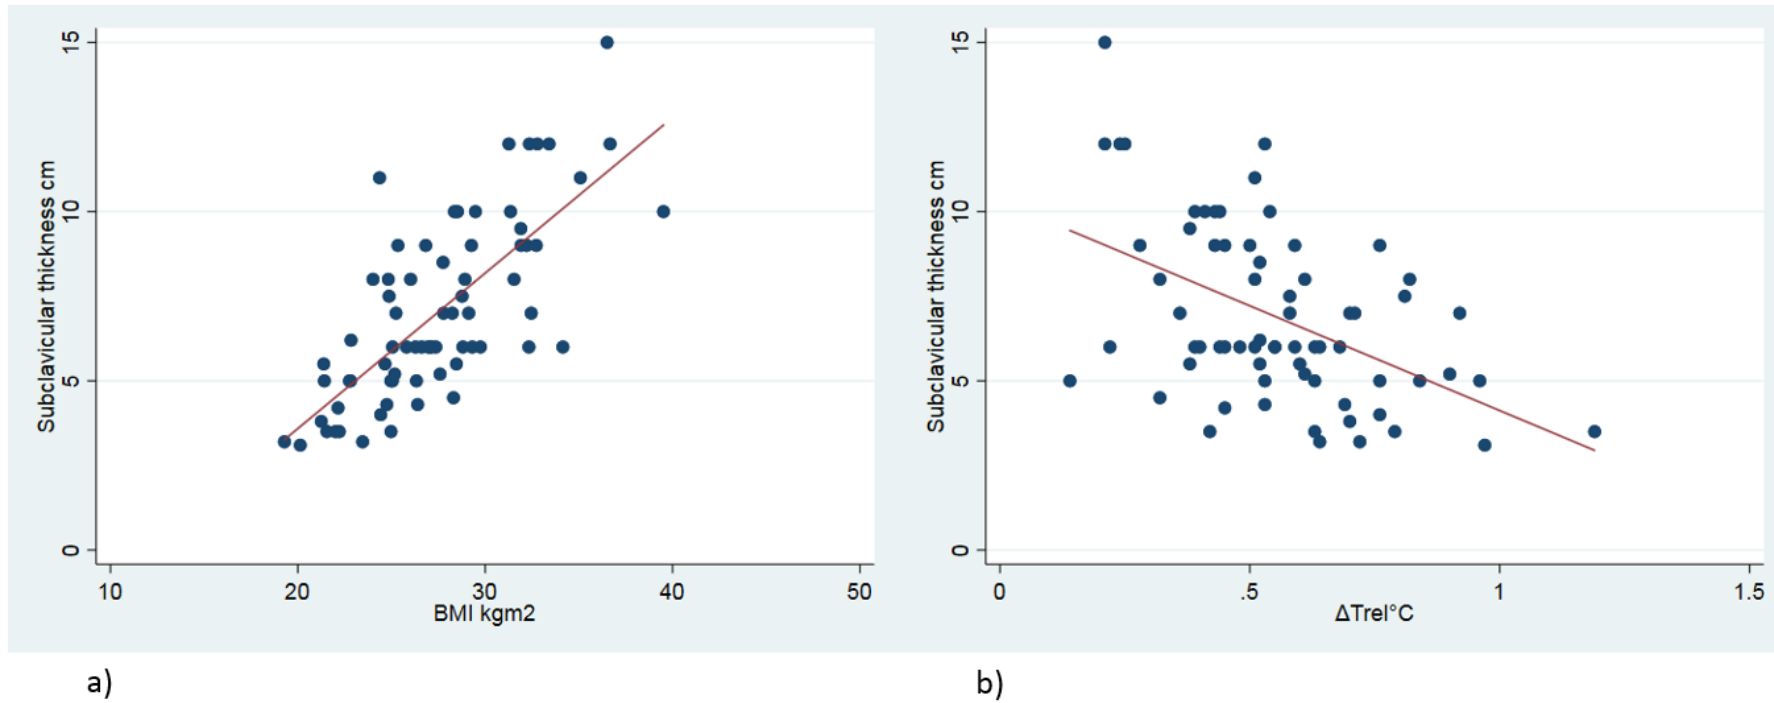 Subclavicular thickness cm
15
10
5
0
10 20 30 40 50
BMI kgm2
a)
Subclavicular thickness cm
15
10
5
0
0 .5 1 1.5
ΔTrel°C
b)